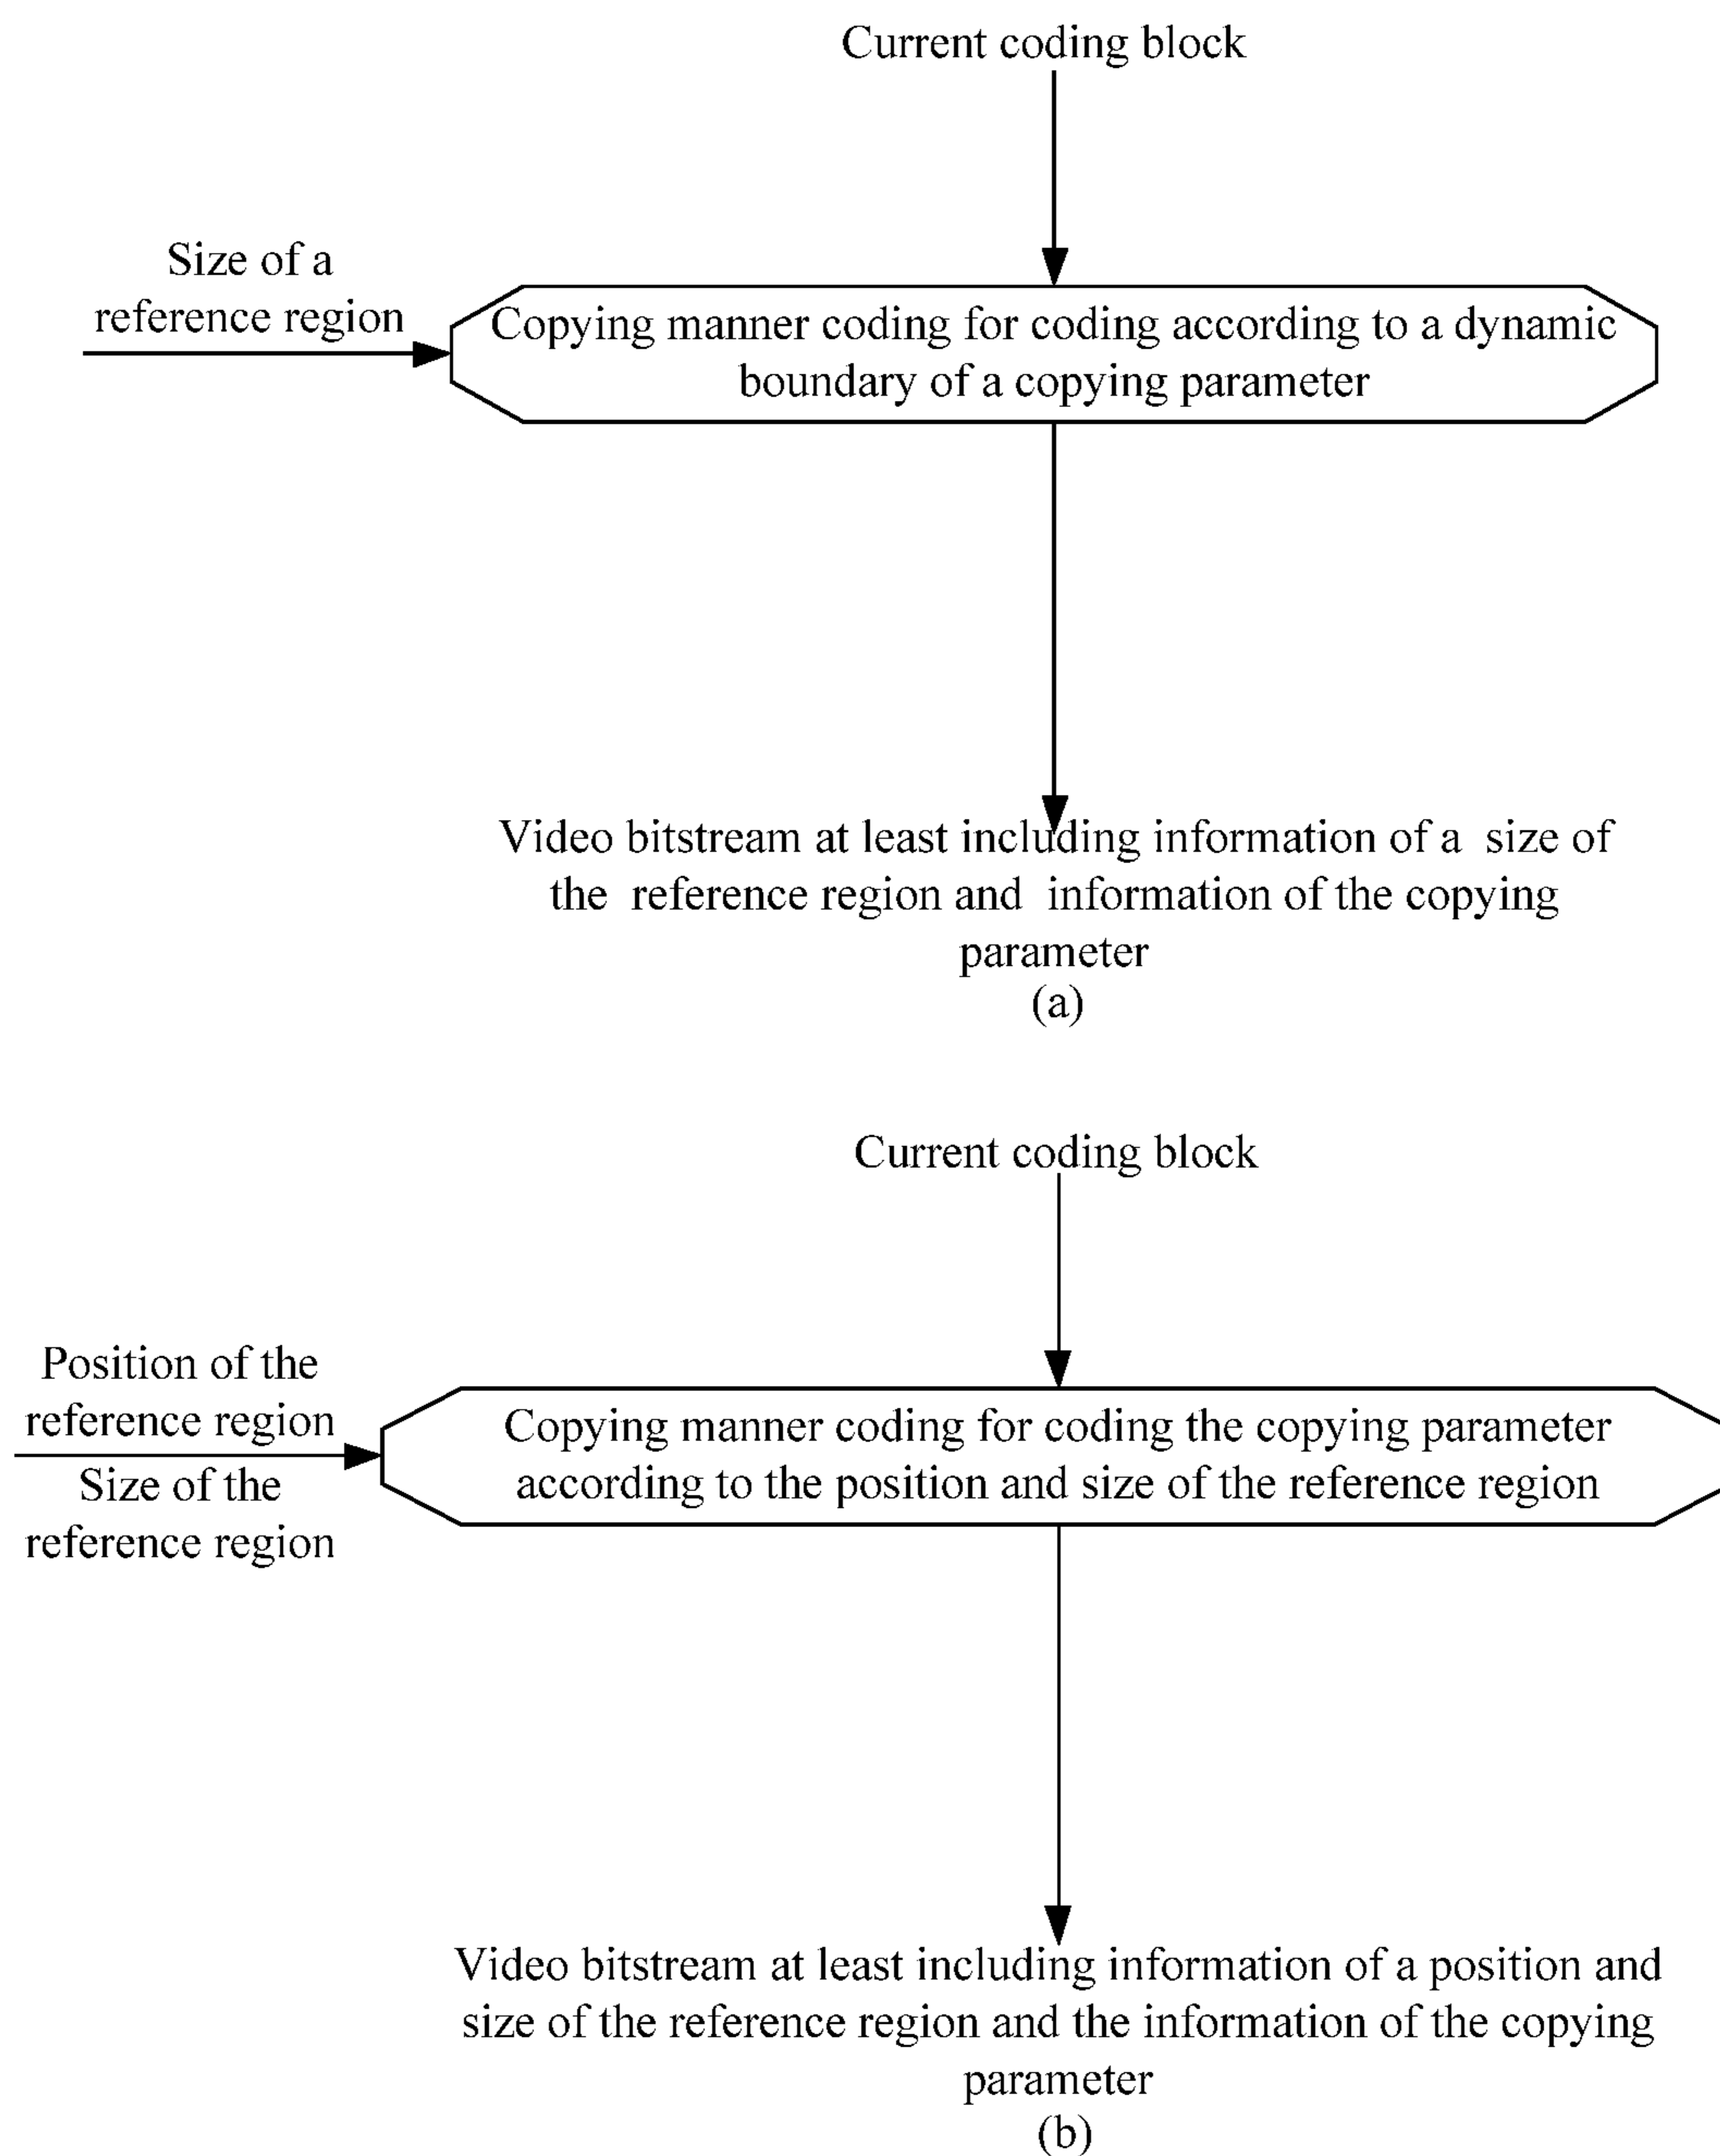 Current coding block
Size of a
reference region
Copying manner coding for coding according to a dynamic
boundary of a copying parameter
Video bitstream at least including information of a size of
the reference region and information of the copying
parameter
(a)
Current coding block
Position of the
reference region
Size of the
reference region
Copying manner coding for coding the copying parameter
according to the position and size of the reference region
Video bitstream at least including information of a position and
size of the reference region and the information of the copying
parameter
(b)